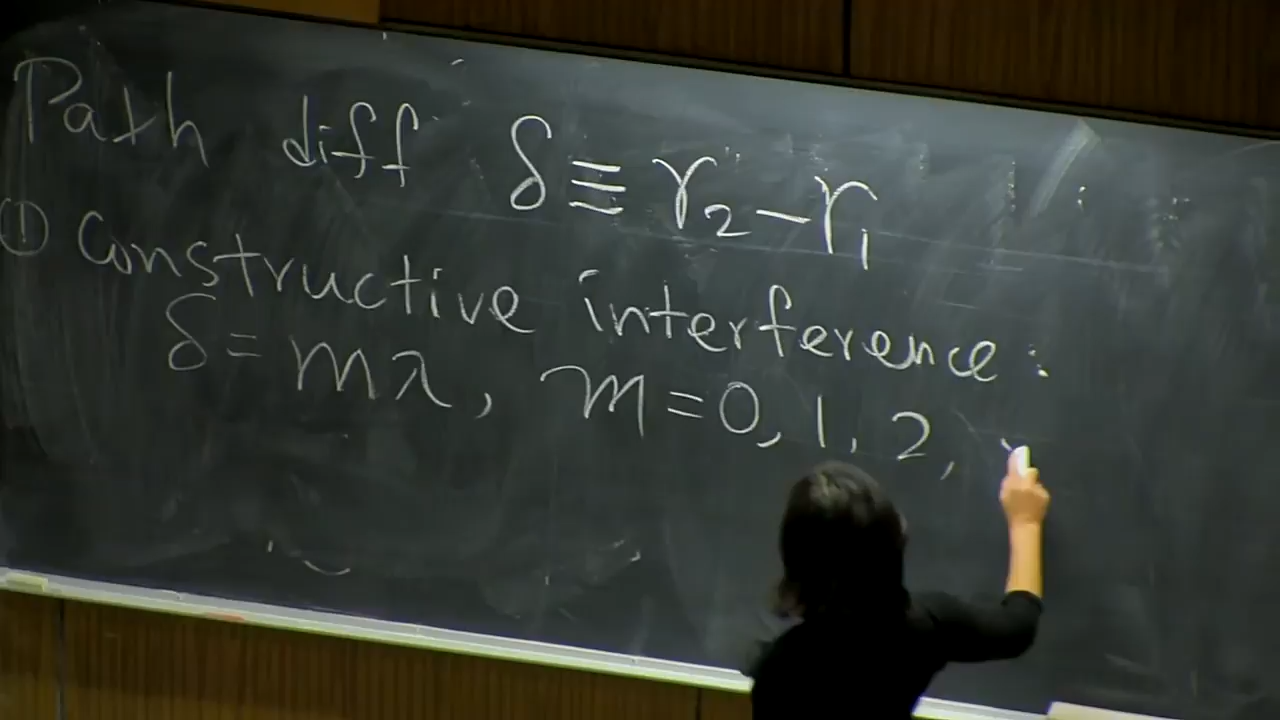 Path diff δ ≡ r₂ – r₁
① Constructive interference:
δ = mλ, m = 0, 1, 2,